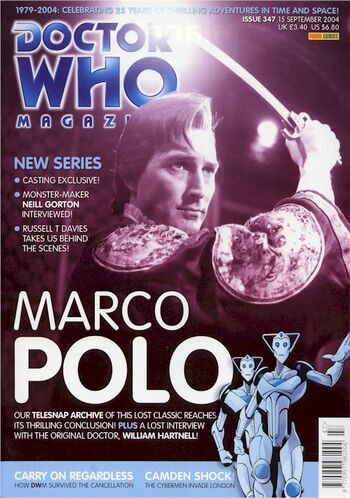 1979-2004: CELEBRATING 25 YEARS OF THRILLING ADVENTURES IN TIME AND SPACE!
ISSUE 347 15 SEPTEMBER 2004
UK £3.40 US $6.80
PANINI COMICS
DOCTOR
WHO
MAGAZI
NEW SERIES
• CASTING EXCLUSIVE!
• MONSTER-MAKER
NEILL GORTON
INTERVIEWED!
• RUSSELL T DAVIES
TAKES US BEHIND
THE SCENES!
MARCO
POLO
OUR TELESNAP ARCHIVE OF THIS LOST CLASSIC REACHES
ITS THRILLING CONCLUSION! PLUS A LOST INTERVIEW
WITH THE ORIGINAL DOCTOR, WILLIAM HARTNELL!
CARRY ON REGARDLESS
HOW DWM SURVIVED THE CANCELLATION
CAMDEN SHOCK!
THE CYBERMEN INVADE LONDON